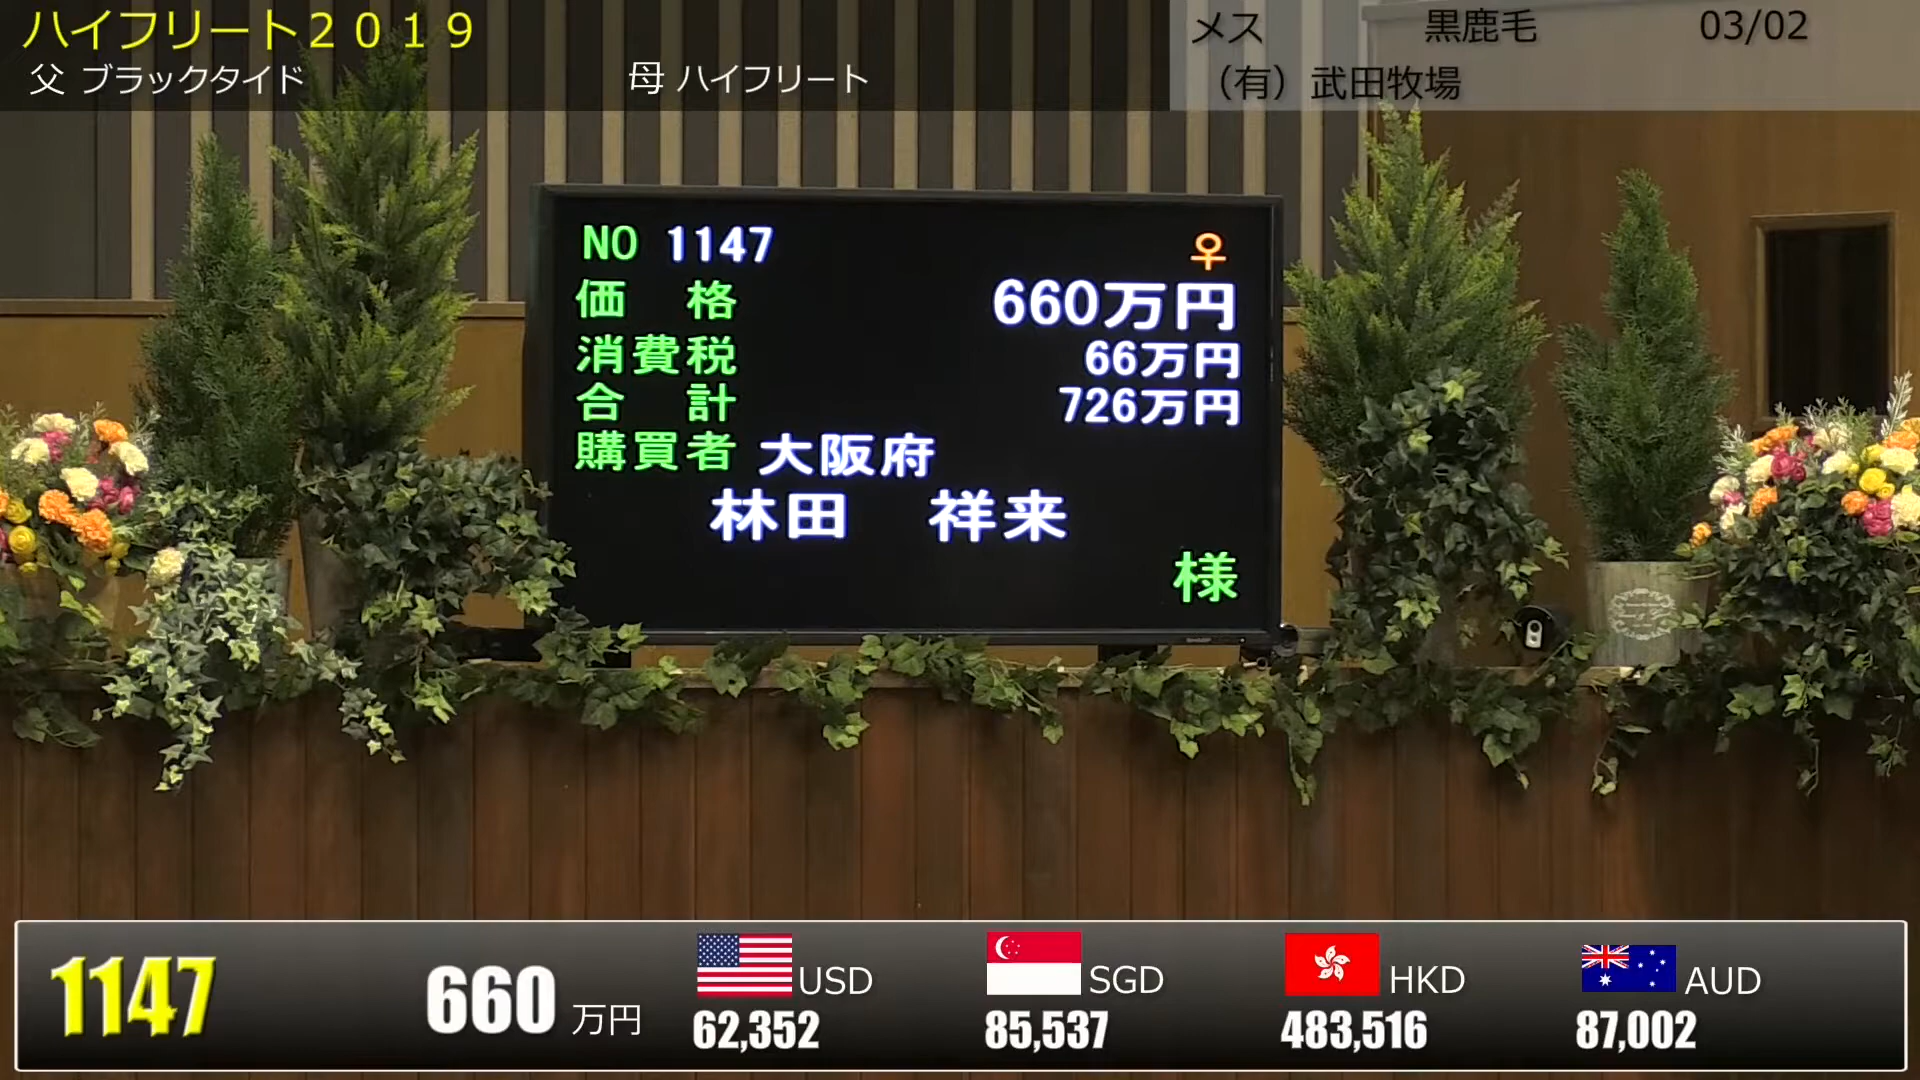 ハイフリート２０１９
父 ブラックタイド
母 ハイフリート
メス 黒鹿毛 03/02
（有）武田牧場
NO 1147 ♀
価 格 660万円
消費税 66万円
合 計 726万円
購買者 大阪府
林田 祥来
様
1147 660 万円
USD 62,352
SGD 85,537
HKD 483,516
AUD 87,002